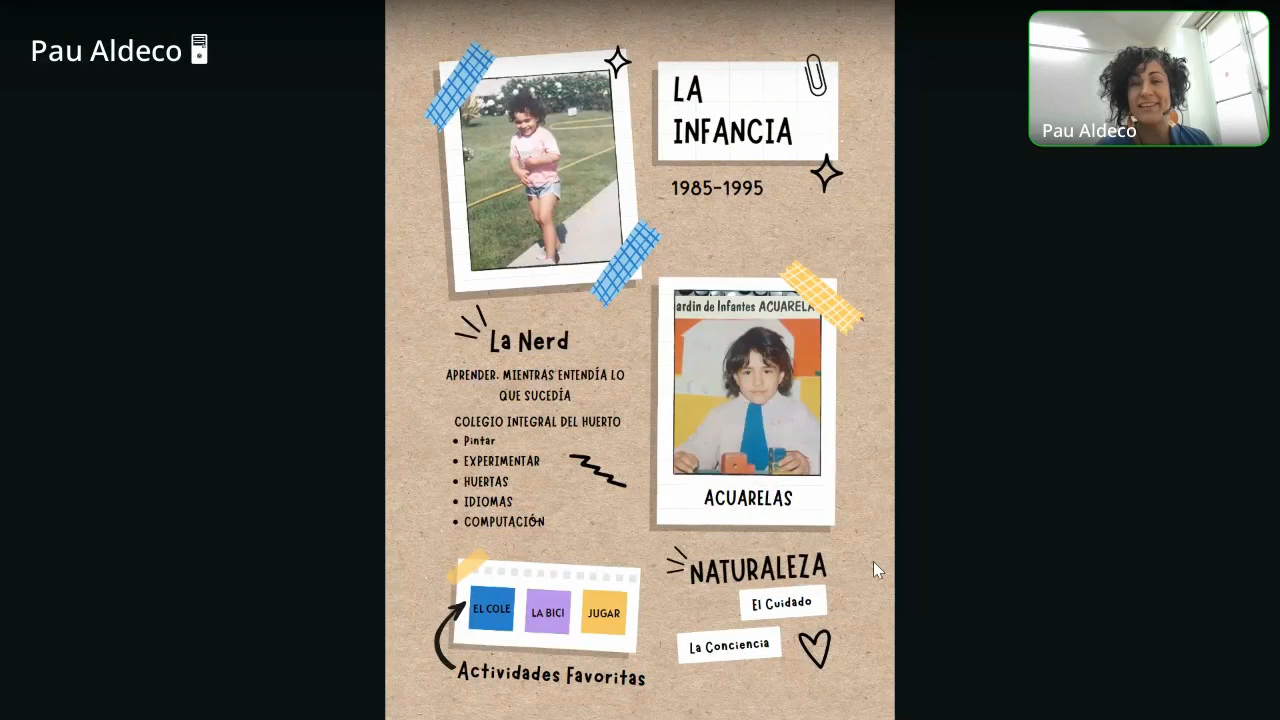 Pau Aldeco
Pau Aldeco
LA
INFANCIA
1985-1995
ardin de Infantes ACUARELA
ACUARELAS
La Nerd
APRENDER. MIENTRAS ENTENDÍA LO
QUE SUCEDÍA
COLEGIO INTEGRAL DEL HUERTO
• Pintar
• EXPERIMENTAR
• HUERTAS
• IDIOMAS
• COMPUTACIÓN
EL COLE
LA BICI
JUGAR
Actividades Favoritas
NATURALEZA
El Cuidado
La Conciencia